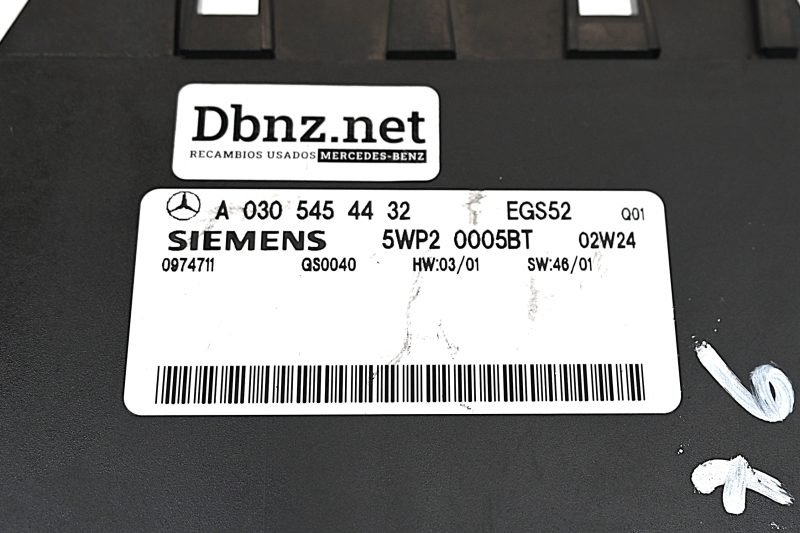 Dbnz.net
RECAMBIOS USADOS MERCEDES-BENZ
A 030 545 44 32 EGS52 Q01
SIEMENS 5WP2 0005BT 02W24
0974711 GS0040 HW:03/01 SW:46/01